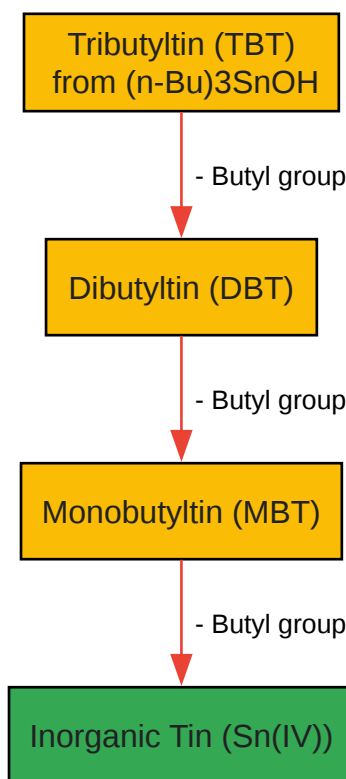 Tributyltin (TBT)
from (n-Bu)3SnOH
- Butyl group
Dibutyltin (DBT)
- Butyl group
Monobutyltin (MBT)
- Butyl group
Inorganic Tin (Sn(IV))